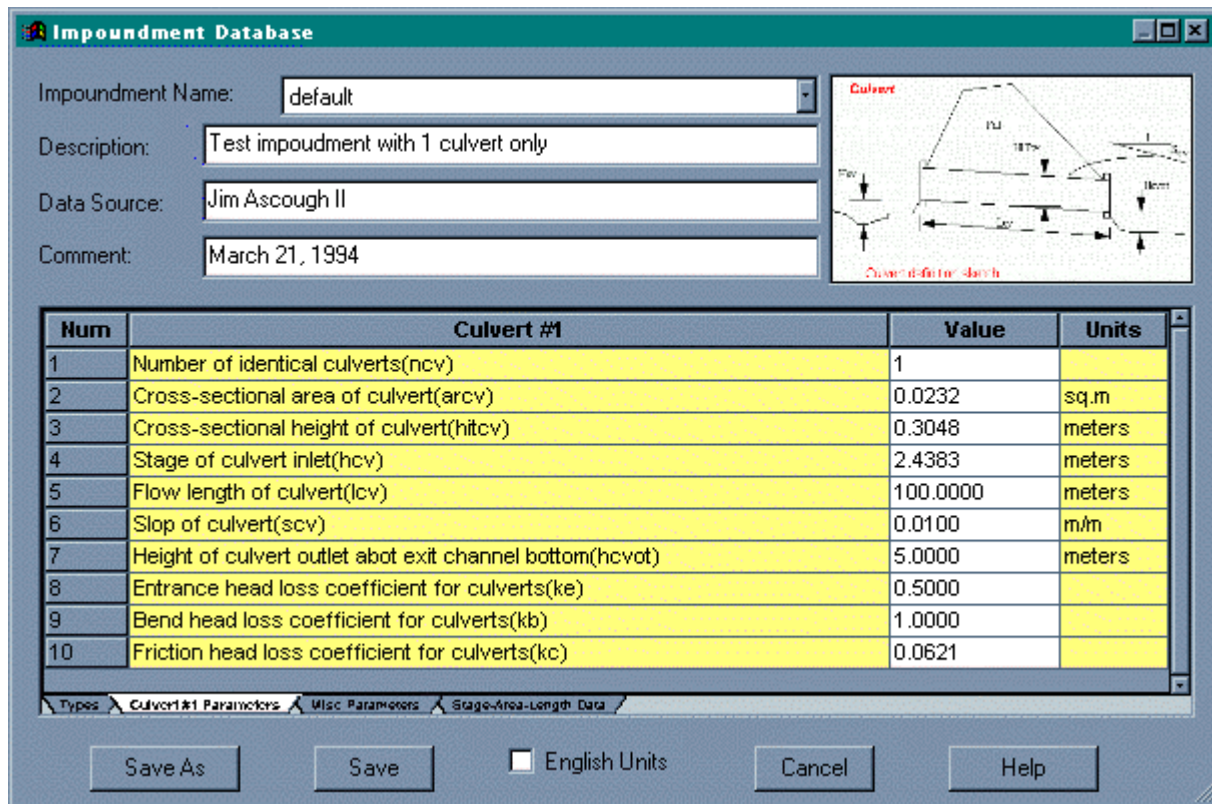 Impoundment Database
Impoundment Name: default
Description: Test impoudment with 1 culvert only
Data Source: Jim Ascough II
Comment: March 21, 1994
Culvert
Culvert definition sketch
Num Culvert #1 Value Units
1 Number of identical culverts(ncv) 1
2 Cross-sectional area of culvert(arcv) 0.0232 sq.m
3 Cross-sectional height of culvert(hitcv) 0.3048 meters
4 Stage of culvert inlet(hcv) 2.4383 meters
5 Flow length of culvert(lcv) 100.0000 meters
6 Slop of culvert(scv) 0.0100 m/m
7 Height of culvert outlet abot exit channel bottom(hcvot) 5.0000 meters
8 Entrance head loss coefficient for culverts(ke) 0.5000
9 Bend head loss coefficient for culverts(kb) 1.0000
10 Friction head loss coefficient for culverts(kc) 0.0621
Types Culvert #1 Parameters Misc Parameters Stage-Area-Length Data
Save As Save English Units Cancel Help